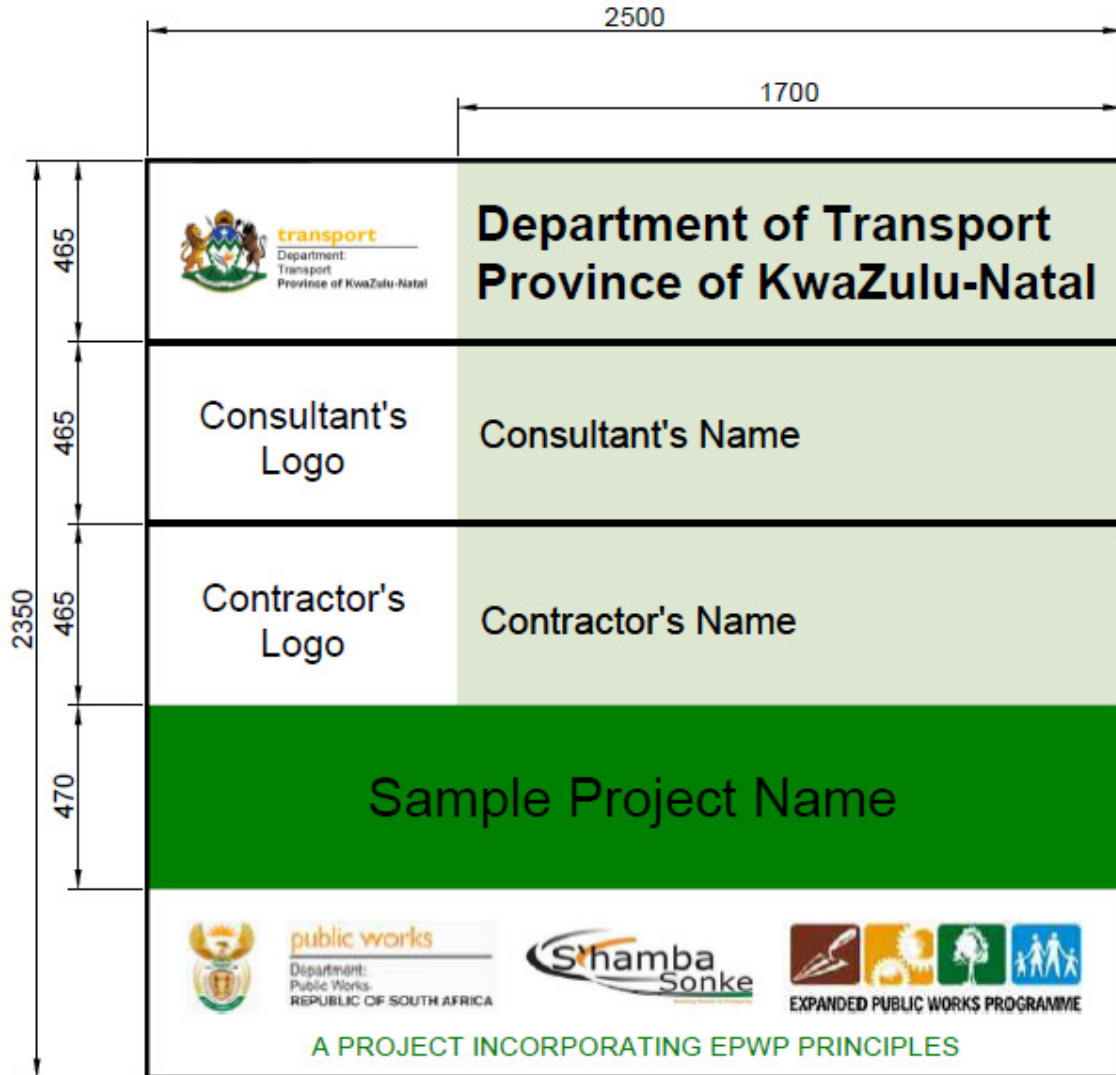 2500
1700
465
transport
Department:
Transport
Province of KwaZulu-Natal
Department of Transport
Province of KwaZulu-Natal
465
Consultant's
Logo
Consultant's Name
2350
465
Contractor's
Logo
Contractor's Name
470
Sample Project Name
public works
Department:
Public Works
REPUBLIC OF SOUTH AFRICA
S'hamba
Sonke
EXPANDED PUBLIC WORKS PROGRAMME
A PROJECT INCORPORATING EPWP PRINCIPLES